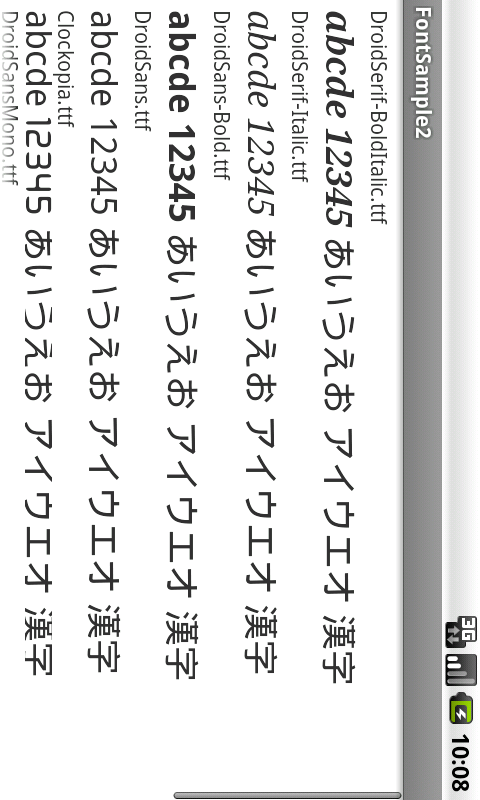 10:08
FontSample2
DroidSerif-BoldItalic.ttf
abcde 12345 あいうえお アイウエオ 漢字
DroidSerif-Italic.ttf
abcde 12345 あいうえお アイウエオ 漢字
DroidSans-Bold.ttf
abcde 12345 あいうえお アイウエオ 漢字
DroidSans.ttf
abcde 12345 あいうえお アイウエオ 漢字
Clockopia.ttf
abcde 12345 あいうえお アイウエオ 漢字
DroidSansMono.ttf